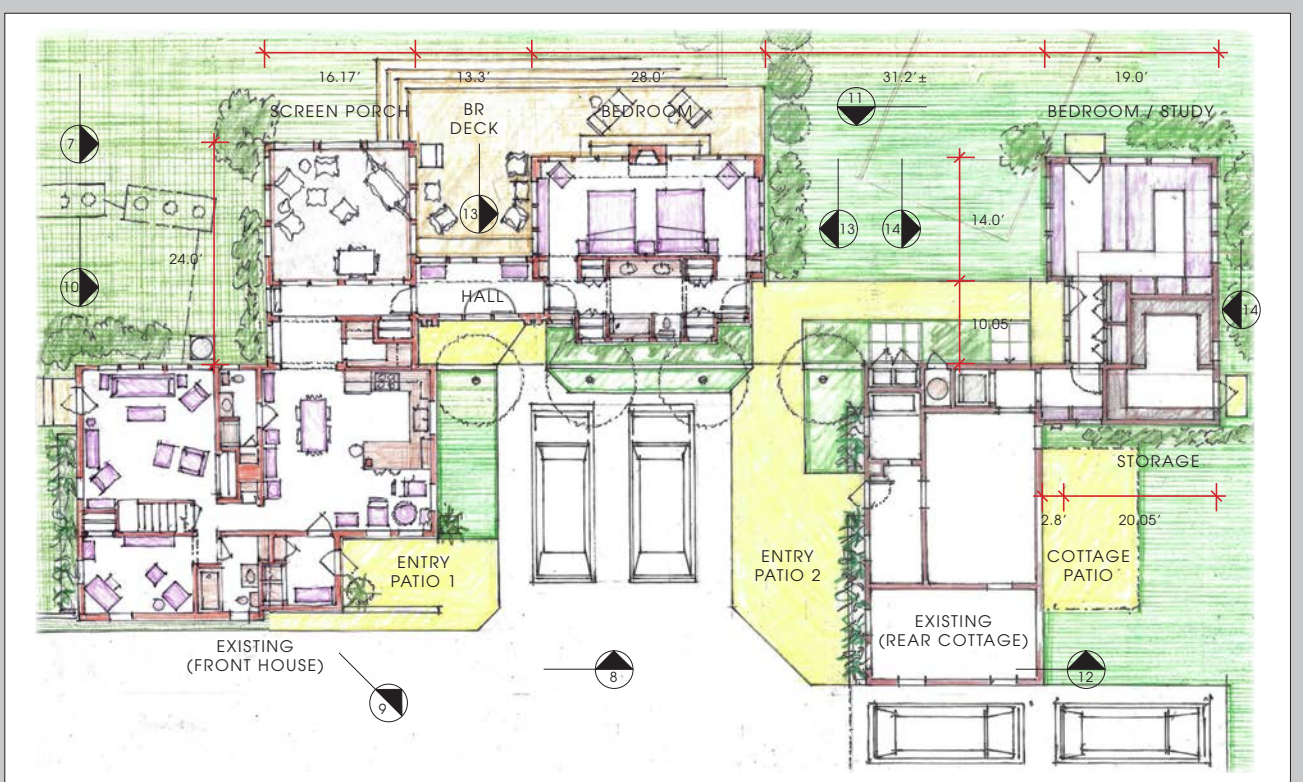 16.17’
13.3’
28.0’
31.2’±
19.0’
SCREEN PORCH
BR
DECK
BEDROOM
11
BEDROOM / STUDY
7
13
13
14
14.0’
24.0’
10
HALL
14
10.05’
STORAGE
2.8’
20.05’
ENTRY
PATIO 1
ENTRY
PATIO 2
COTTAGE
PATIO
EXISTING
(FRONT HOUSE)
EXISTING
(REAR COTTAGE)
8
12
9